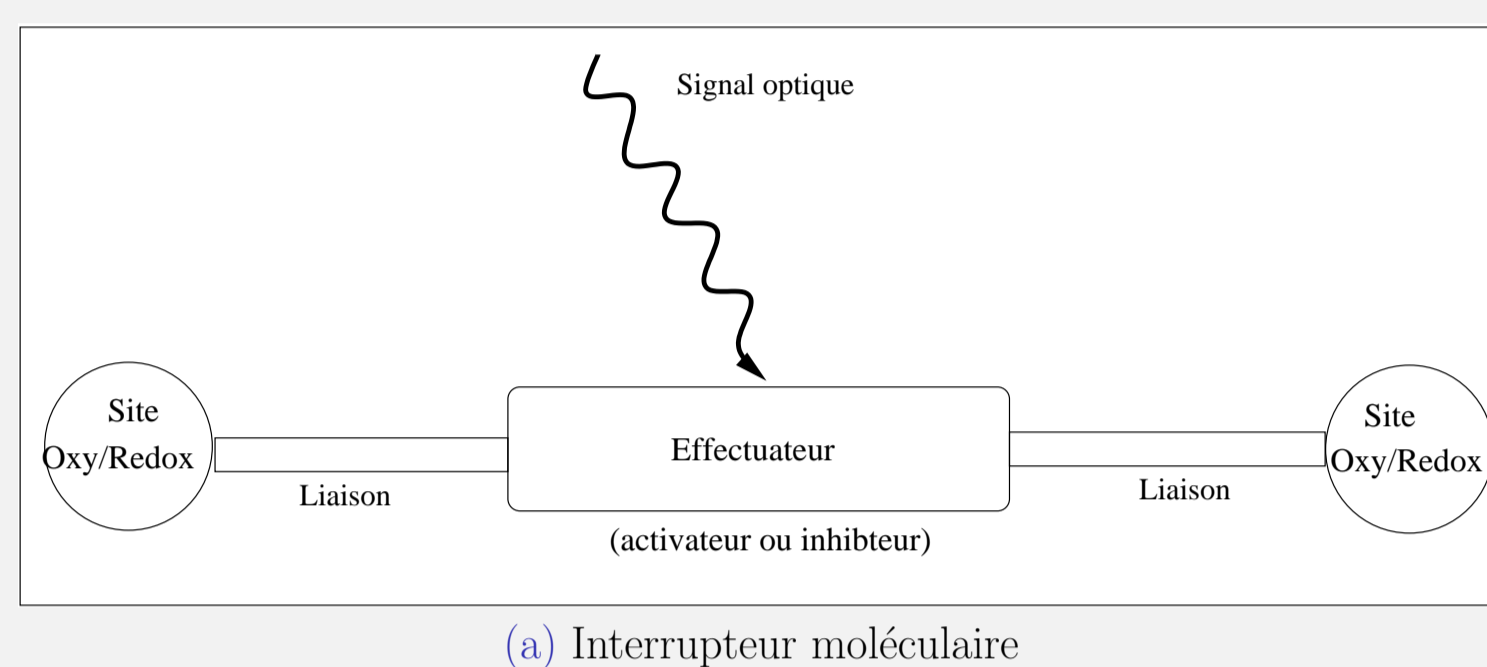 Signal optique
Site
Oxy/Redox
Liaison
Effectuateur
(activateur ou inhibteur)
Liaison
Site
Oxy/Redox
(a) Interrupteur moléculaire